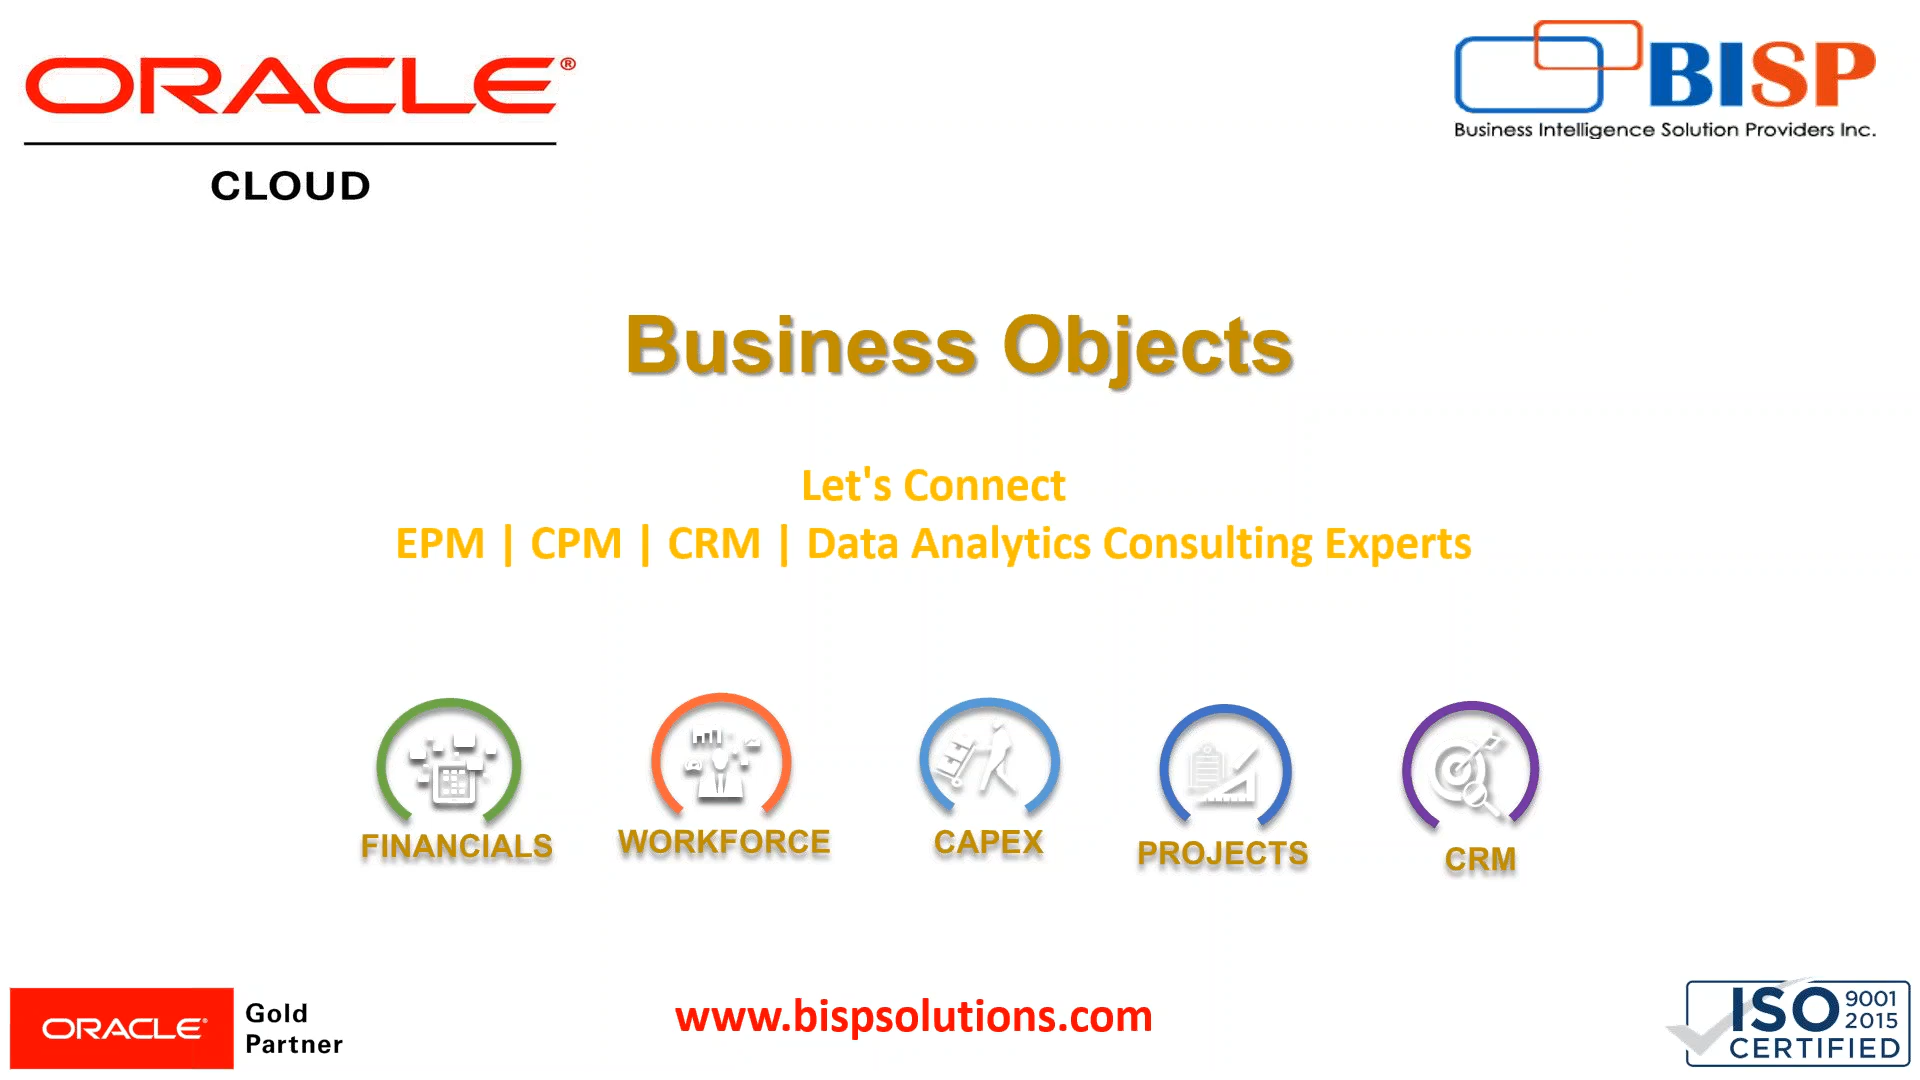 ORACLE®
CLOUD
BISP
Business Intelligence Solution Providers Inc.
Business Objects
Let's Connect
EPM | CPM | CRM | Data Analytics Consulting Experts
FINANCIALS
WORKFORCE
CAPEX
PROJECTS
CRM
ORACLE®
Gold
Partner
www.bispsolutions.com
ISO 9001
2015
CERTIFIED